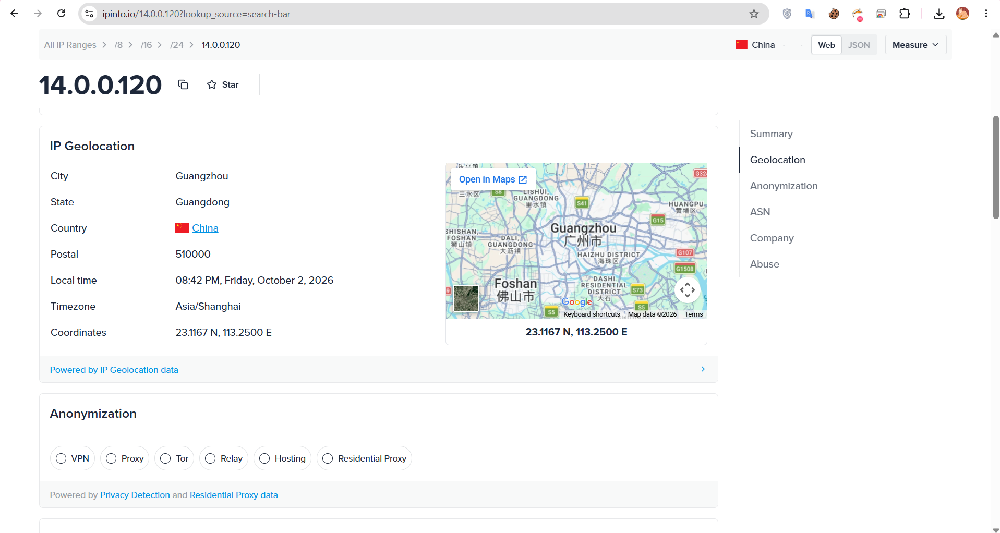 ipinfo.io/14.0.0.120?lookup_source=search-bar
All IP Ranges > /8 > /16 > /24 > 14.0.0.120
China
Web JSON
Measure
14.0.0.120
Star
IP Geolocation
City Guangzhou
State Guangdong
Country China
Postal 510000
Local time 08:42 PM, Friday, October 2, 2026
Timezone Asia/Shanghai
Coordinates 23.1167 N, 113.2500 E
乐平镇
Open in Maps
G324
三水区
S8
LISHUI,
GUANGDONG
里水镇
S41
HUANGPU
黄埔区
G15
SHISHAN,
FOSHAN
狮山镇
Guangzhou
广州市
DALI,
GUANGDONG
大沥镇
HAIZHU DISTRICT
海珠区
G107
G1508
Foshan
佛山市
DASHI
RESIDENTIAL
DISTRICT
大石
S73
9
Google
S5
S5
Keyboard shortcuts
Map data ©2026
Terms
23.1167 N, 113.2500 E
Powered by IP Geolocation data
Summary
Geolocation
Anonymization
ASN
Company
Abuse
Anonymization
VPN
Proxy
Tor
Relay
Hosting
Residential Proxy
Powered by Privacy Detection and Residential Proxy data